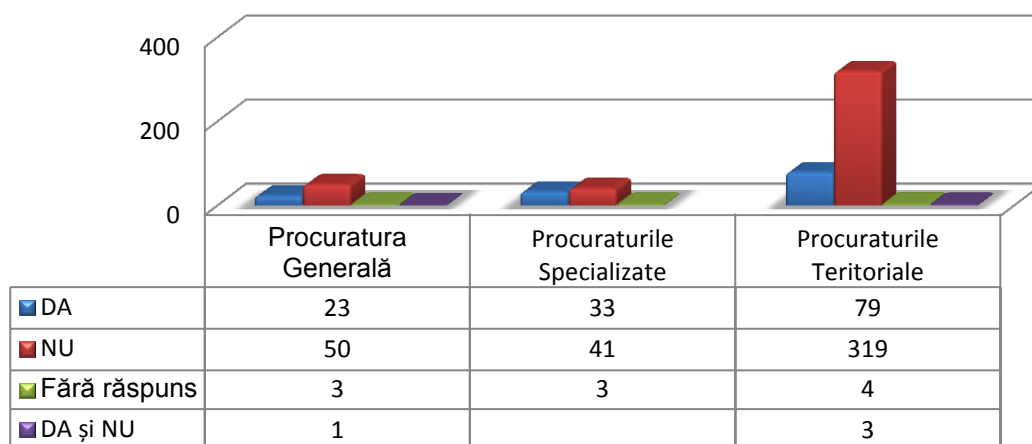 400
200
0
Procuratura Generală
Procuraturile Specializate
Procuraturile Teritoriale
DA 23 33 79
NU 50 41 319
Fără răspuns 3 3 4
DA și NU 1 3